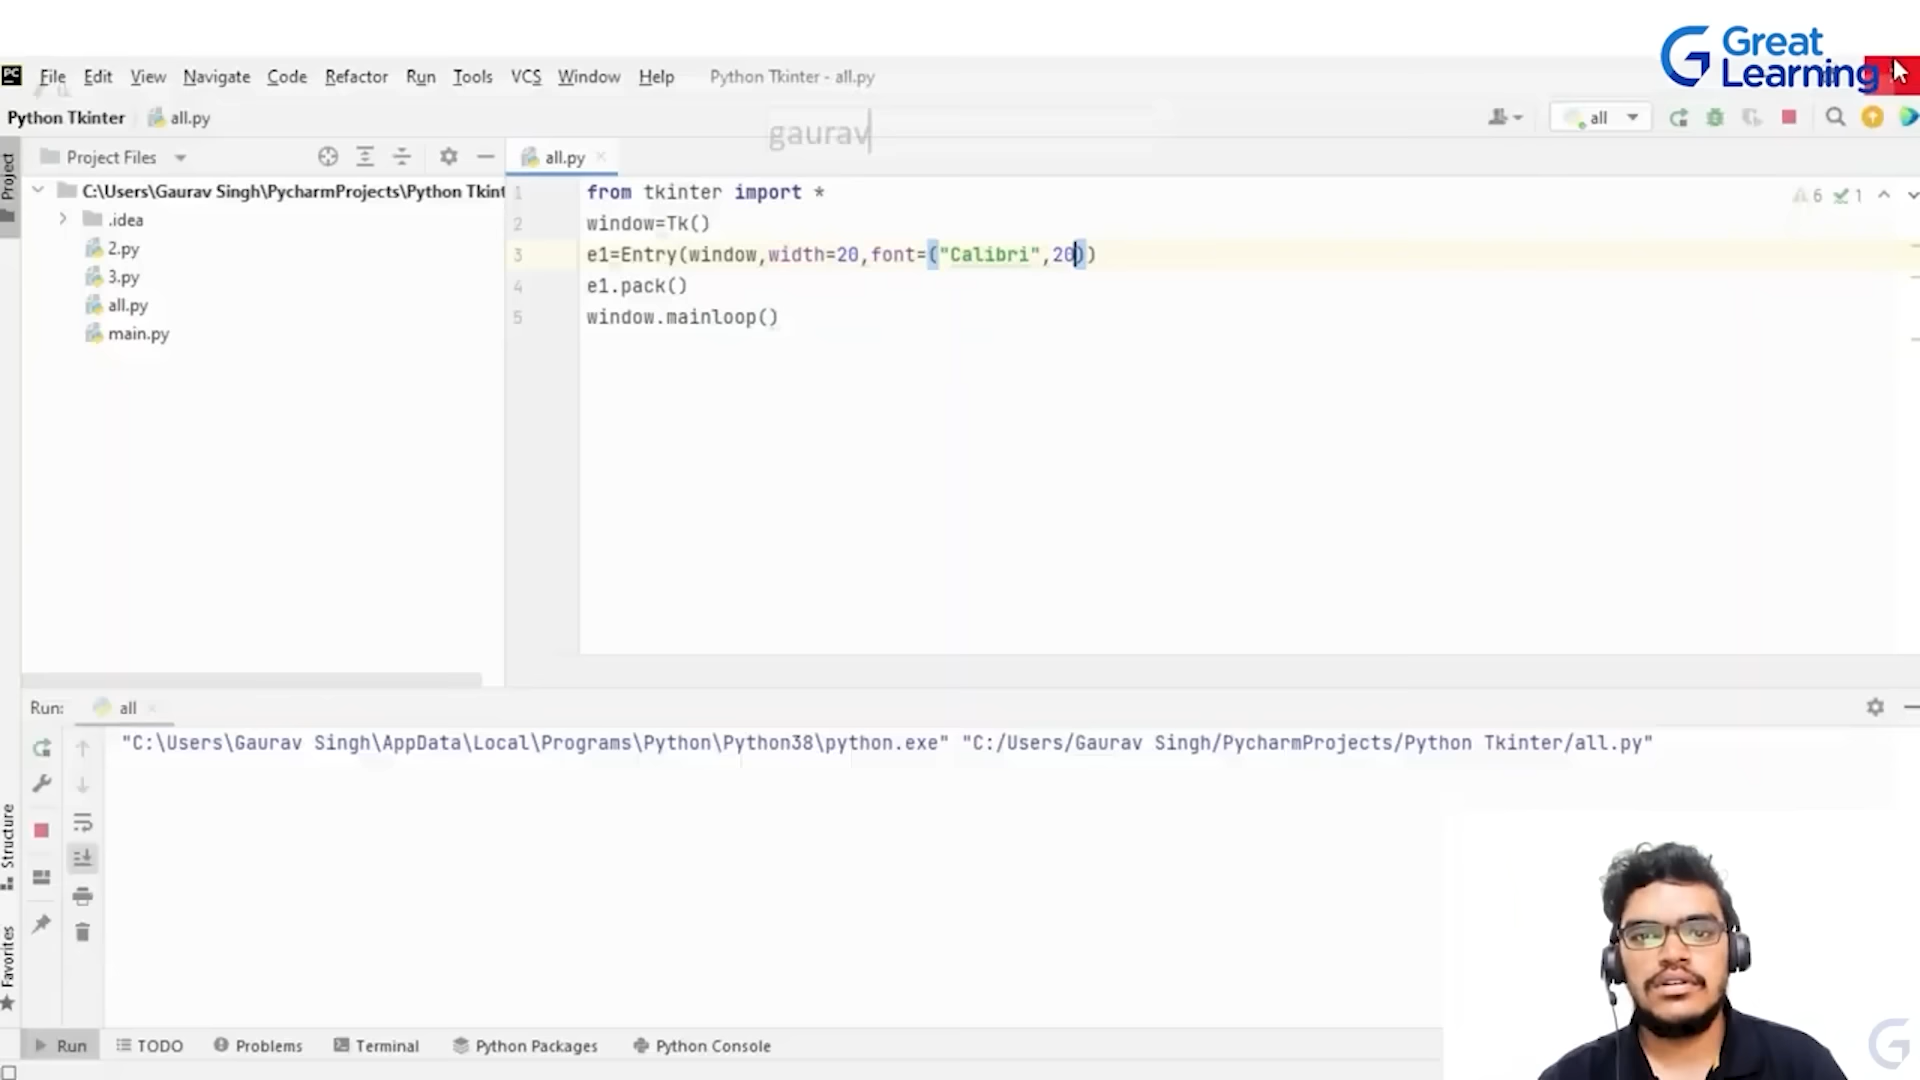 Great
Learning
PC File Edit View Navigate Code Refactor Run Tools VCS Window Help Python Tkinter - all.py
Python Tkinter all.py
gaurav
all
Project
Project Files
all.py
C:\Users\Gaurav Singh\PycharmProjects\Python Tkint
.idea
2.py
3.py
all.py
main.py
1 from tkinter import *
2 window=Tk()
3 e1=Entry(window,width=20,font=("Calibri",20))
4 e1.pack()
5 window.mainloop()
6 1
Run: all
"C:\Users\Gaurav Singh\AppData\Local\Programs\Python\Python38\python.exe" "C:/Users/Gaurav Singh/PycharmProjects/Python Tkinter/all.py"
Structure
Favorites
Run TODO Problems Terminal Python Packages Python Console